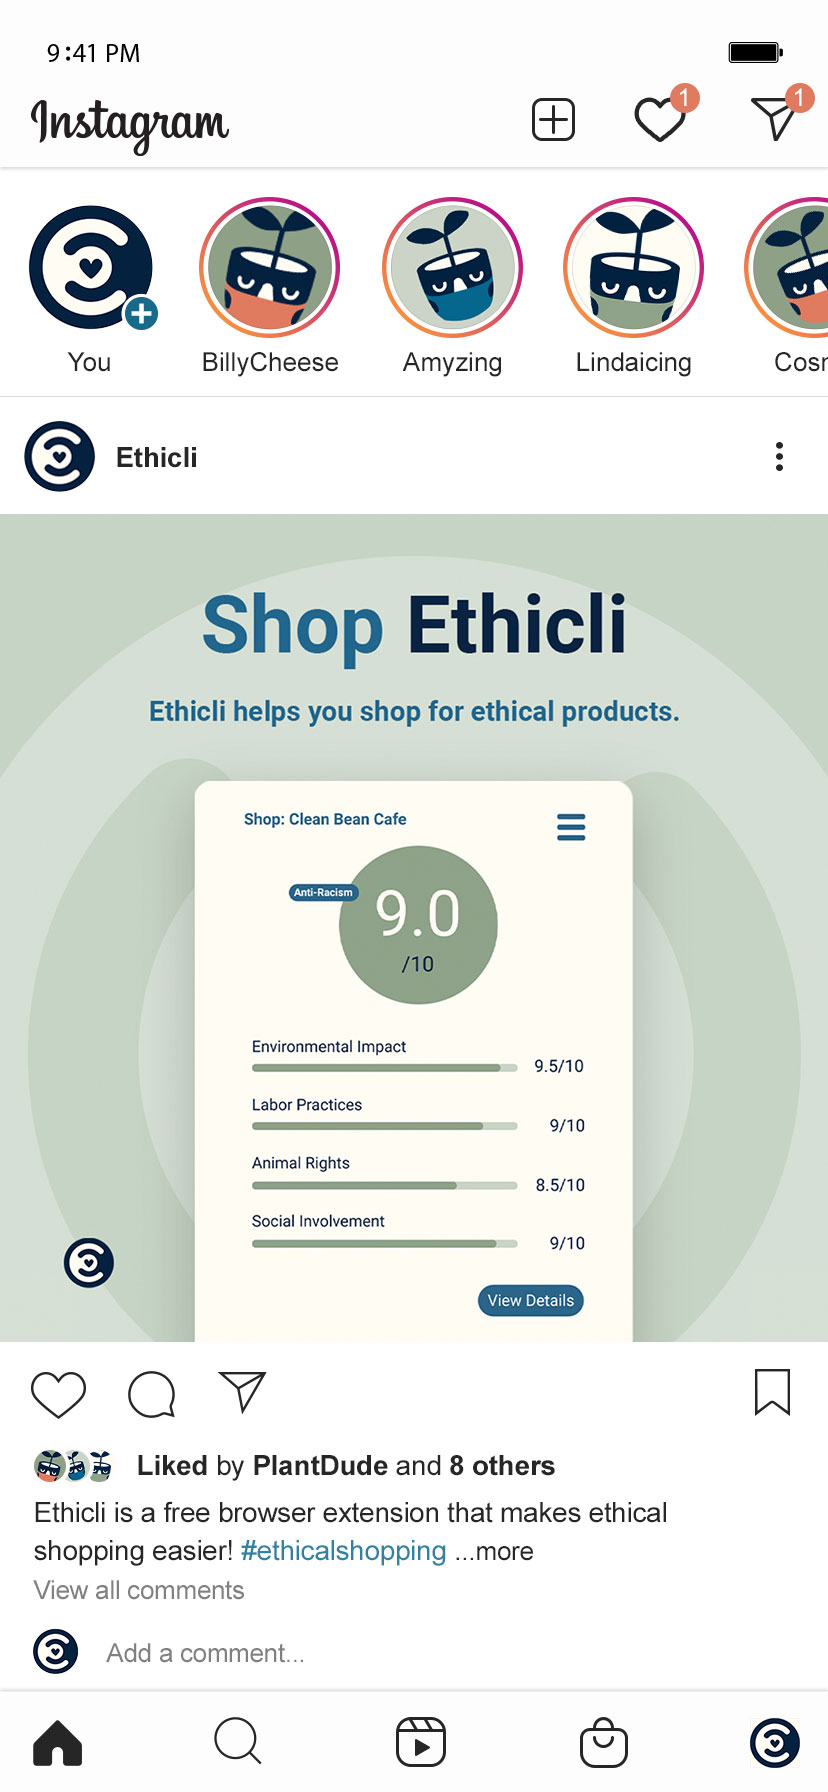 9:41 PM
Instagram
1
1
You
BillyCheese
Amyzing
Lindaicing
Ethicli
Shop Ethicli
Ethicli helps you shop for ethical products.
Shop: Clean Bean Cafe
Anti-Racism
9.0
/10
Environmental Impact
9.5/10
Labor Practices
9/10
Animal Rights
8.5/10
Social Involvement
9/10
View Details
Liked by PlantDude and 8 others
Ethicli is a free browser extension that makes ethical
shopping easier! #ethicalshopping ...more
View all comments
Add a comment...